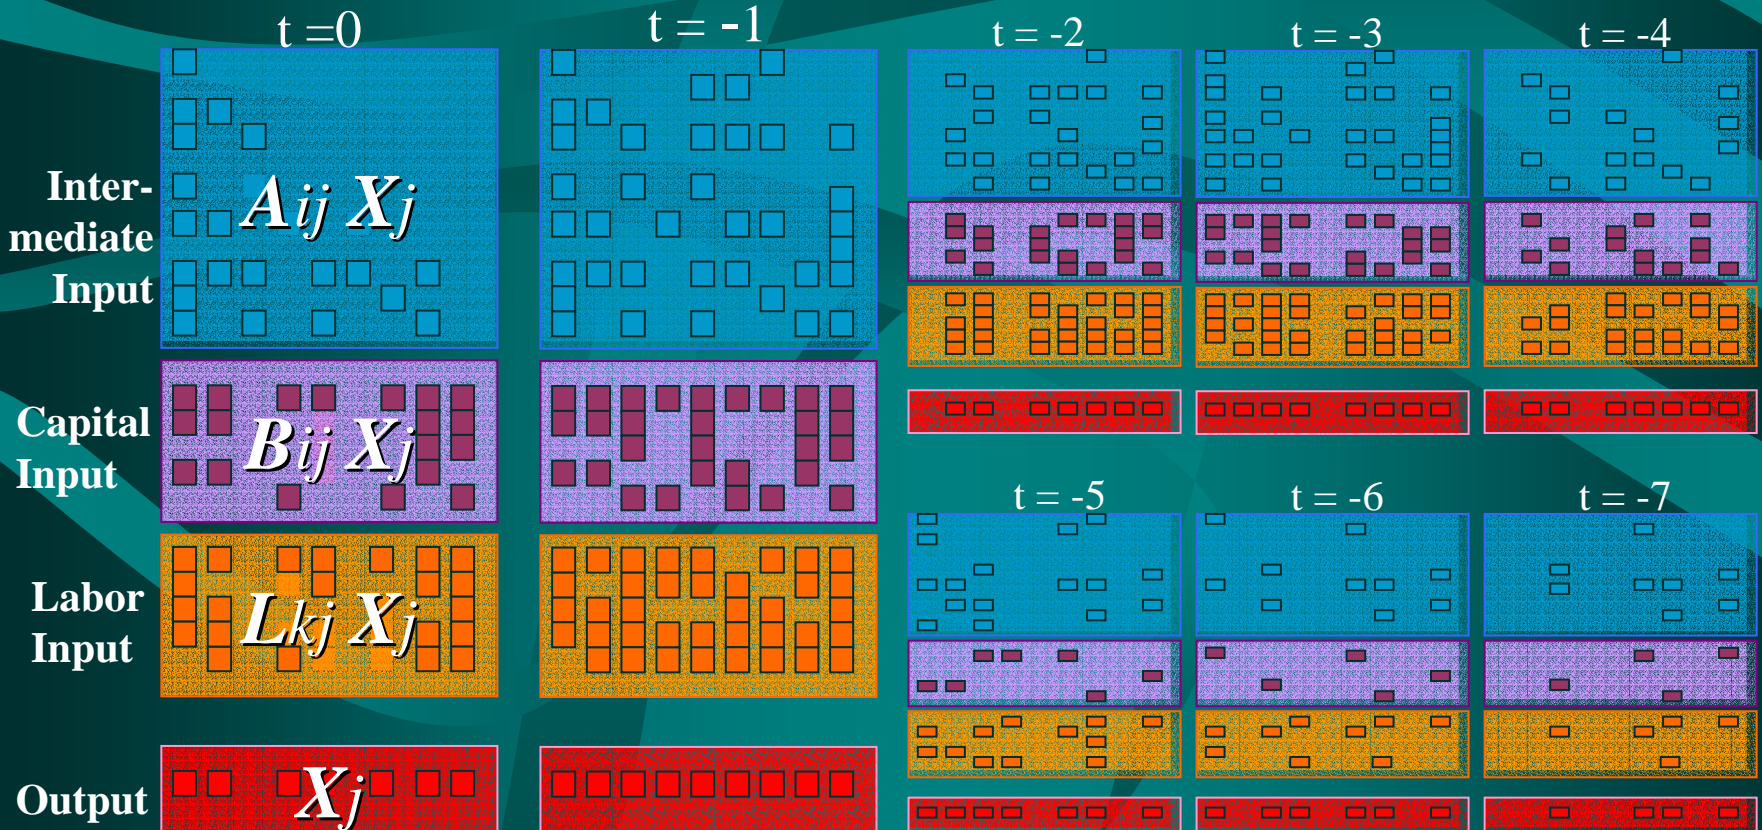 t =0
t = -1
t = -2
t = -3
t = -4
Inter-
mediate
Input
Aij Xj
Capital
Input
Bij Xj
t = -5
t = -6
t = -7
Labor
Input
Lkj Xj
Output
Xj